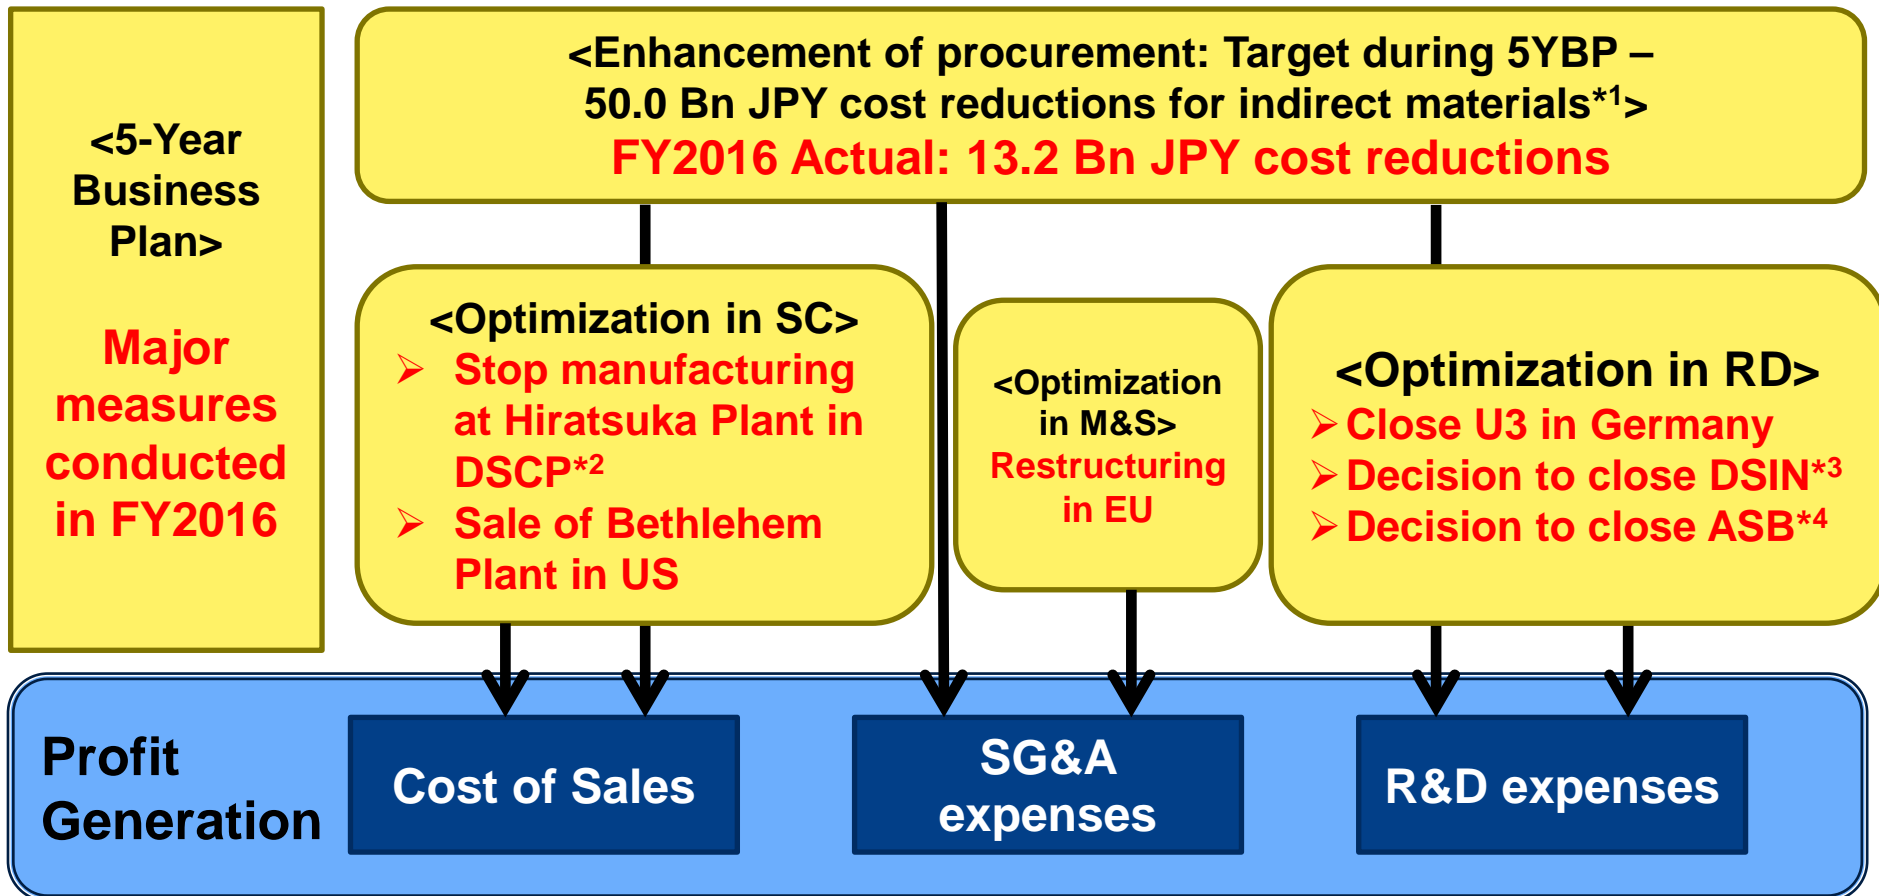 <5-Year
Business
Plan>
Major
measures
conducted
in FY2016
<Enhancement of procurement: Target during 5YBP –
50.0 Bn JPY cost reductions for indirect materials*1>
FY2016 Actual: 13.2 Bn JPY cost reductions
<Optimization in SC>
➢ Stop manufacturing
at Hiratsuka Plant in
DSCP*2
➢ Sale of Bethlehem
Plant in US
<Optimization
in M&S>
Restructuring
in EU
<Optimization in RD>
➢ Close U3 in Germany
➢ Decision to close DSIN*3
➢ Decision to close ASB*4
Profit
Generation
Cost of Sales
SG&A
expenses
R&D expenses